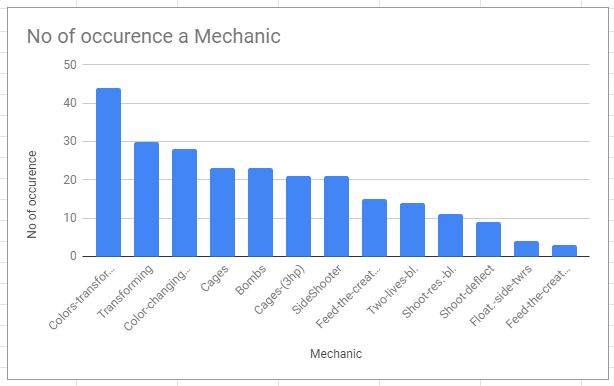 No of occurence a Mechanic
50
40
30
20
10
0
No of occurence
Colors-transfor...
Transforming
Color-changing...
Cages
Bombs
Cages-(3hp)
SideShooter
Feed-the-creat...
Two-lives-bl.
Shoot-res.-bl.
Shoot-deflect
Float.-side-twrs
Feed-the-creat...
Mechanic